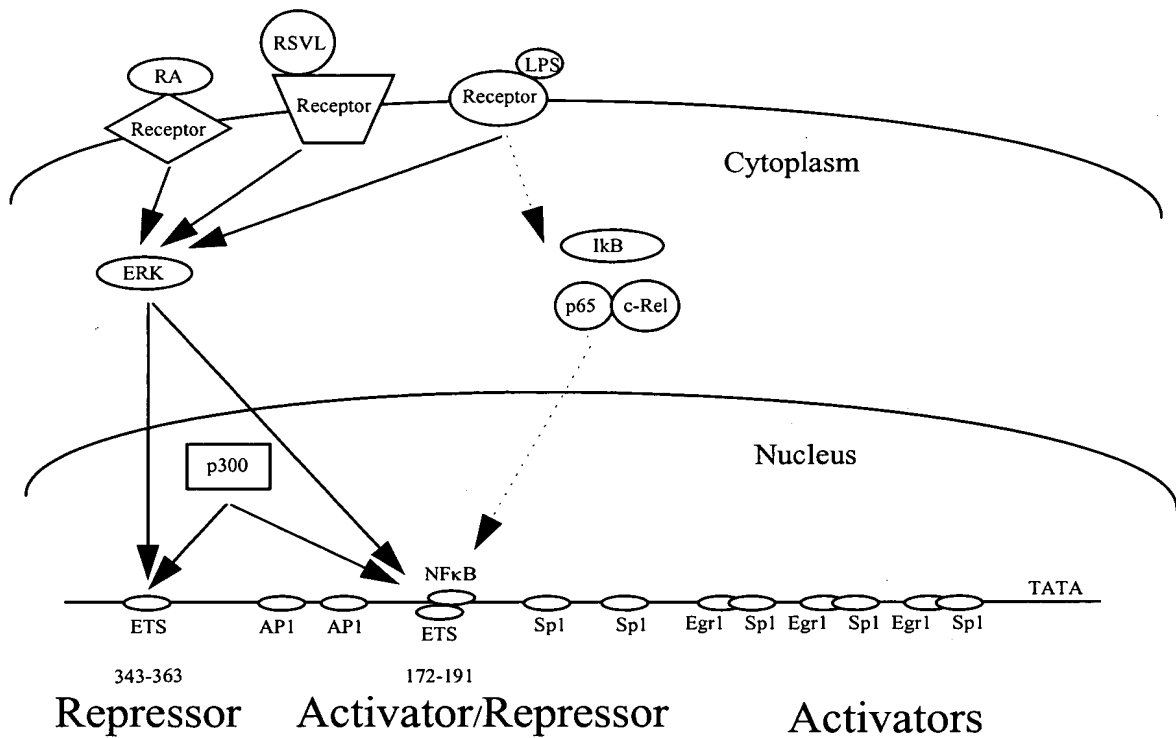 RSVL
LPS
RA
Receptor
Receptor
Receptor
Cytoplasm
IkB
ERK
p65 c-Rel
Nucleus
p300
NFκB
TATA
ETS AP1 AP1 ETS Sp1 Sp1 Egr1 Sp1 Egr1 Sp1 Egr1 Sp1
343-363 172-191
Repressor Activator/Repressor Activators